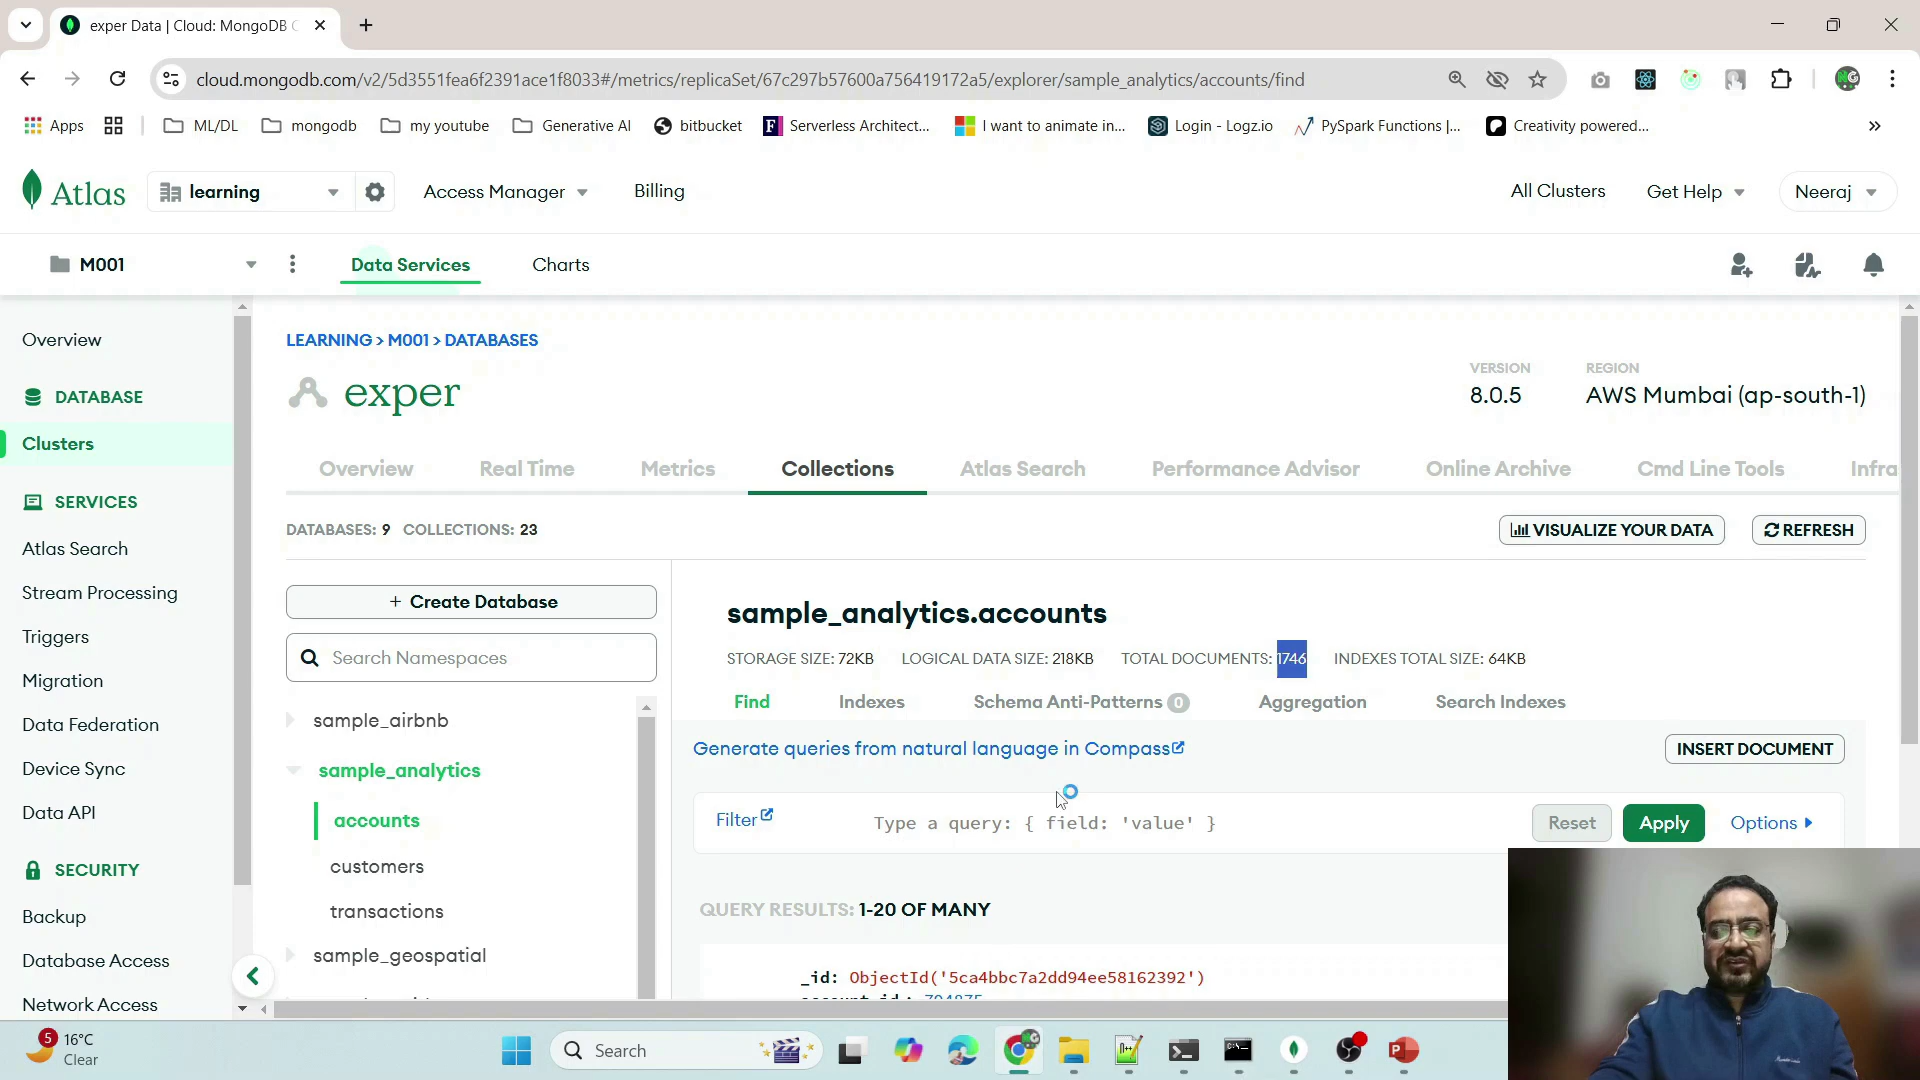 exper Data | Cloud: MongoDB C
cloud.mongodb.com/v2/5d3551fea6f2391ace1f8033#/metrics/replicaSet/67c297b57600a756419172a5/explorer/sample_analytics/accounts/find
Apps
ML/DL
mongodb
my youtube
Generative AI
bitbucket
F
Serverless Architect...
I want to animate in...
Login - Logz.io
PySpark Functions |...
Creativity powered...
»
Atlas
learning
Access Manager
Billing
All Clusters
Get Help
Neeraj
M001
Data Services
Charts
Overview
DATABASE
Clusters
SERVICES
Atlas Search
Stream Processing
Triggers
Migration
Data Federation
Device Sync
Data API
SECURITY
Backup
Database Access
Network Access
LEARNING > M001 > DATABASES
exper
VERSION
8.0.5
REGION
AWS Mumbai (ap-south-1)
Overview
Real Time
Metrics
Collections
Atlas Search
Performance Advisor
Online Archive
Cmd Line Tools
Infra
DATABASES: 9 COLLECTIONS: 23
VISUALIZE YOUR DATA
REFRESH
+ Create Database
Search Namespaces
sample_airbnb
sample_analytics
accounts
customers
transactions
sample_geospatial
sample_analytics.accounts
STORAGE SIZE: 72KB LOGICAL DATA SIZE: 218KB TOTAL DOCUMENTS: 1746 INDEXES TOTAL SIZE: 64KB
Find
Indexes
Schema Anti-Patterns 0
Aggregation
Search Indexes
Generate queries from natural language in Compass
INSERT DOCUMENT
Filter
Type a query: { field: 'value' }
Reset
Apply
Options
QUERY RESULTS: 1-20 OF MANY
_id: ObjectId('5ca4bbc7a2dd94ee58162392')
5
16°C
Clear
Search